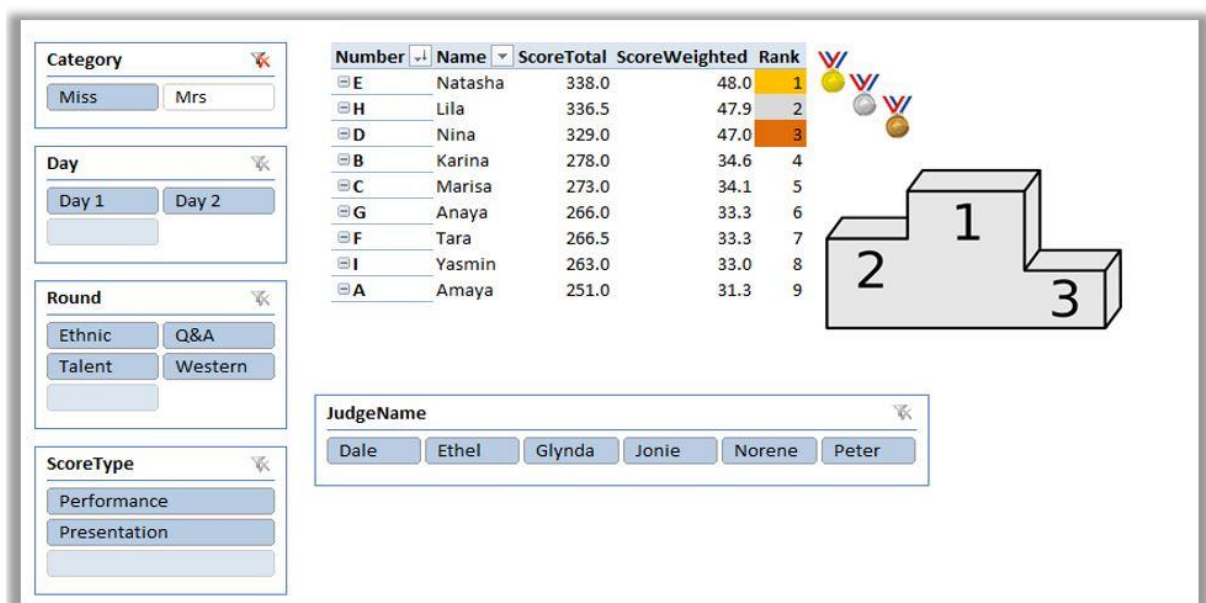 Category
Miss Mrs
Day
Day 1 Day 2
Round
Ethnic Q&A
Talent Western
ScoreType
Performance
Presentation
Number Name ScoreTotal ScoreWeighted Rank
E Natasha 338.0 48.0 1
H Lila 336.5 47.9 2
D Nina 329.0 47.0 3
B Karina 278.0 34.6 4
C Marisa 273.0 34.1 5
G Anaya 266.0 33.3 6
F Tara 266.5 33.3 7
I Yasmin 263.0 33.0 8
A Amaya 251.0 31.3 9
1
2
3
JudgeName
Dale Ethel Glynda Jonie Norene Peter